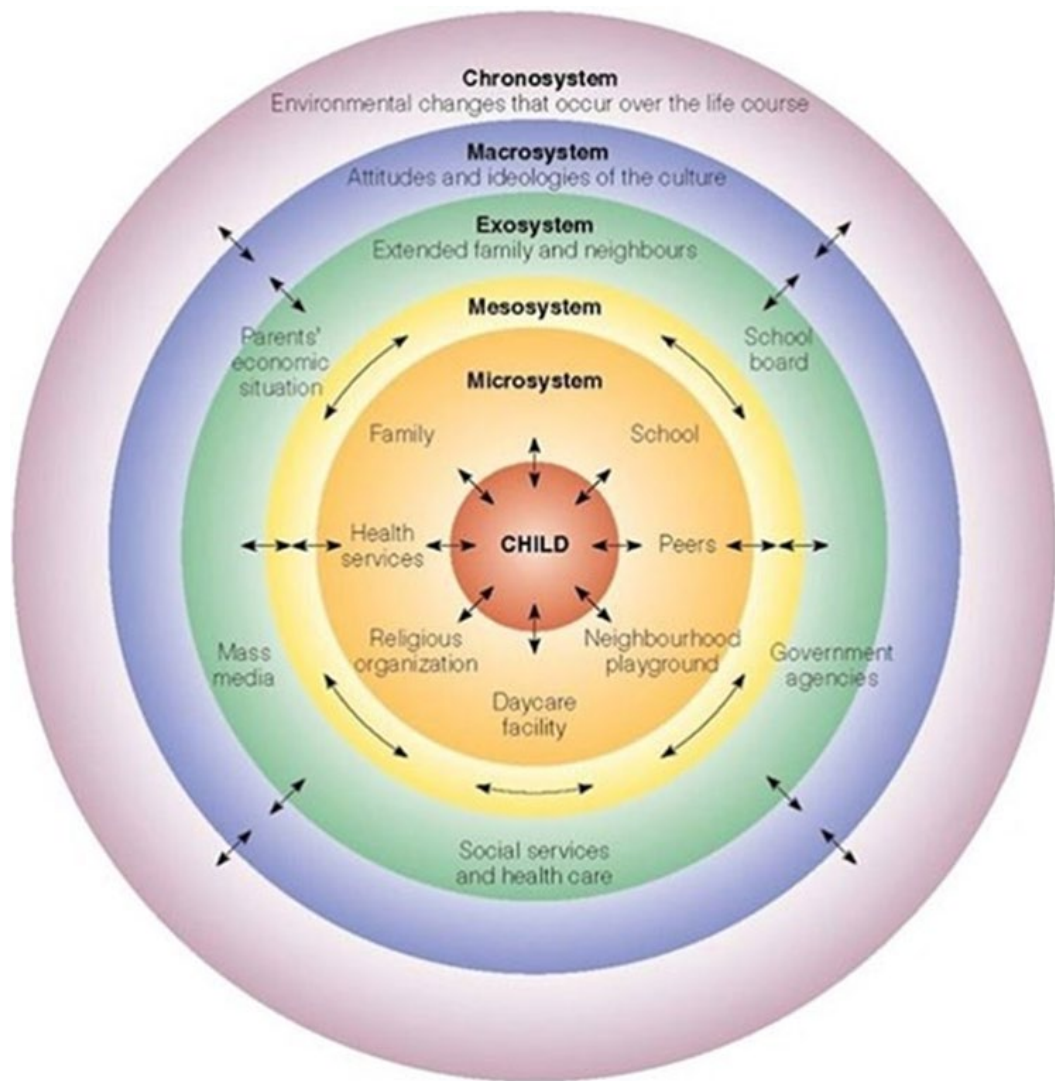 Chronosystem
Environmental changes that occur over the life course
Macrosystem
Attitudes and ideologies of the culture
Exosystem
Extended family and neighbours
Mesosystem
Parents'
economic
situation
School
board
Microsystem
Family
School
Health
services
CHILD
Peers
Religious
organization
Neighbourhood
playground
Mass
media
Government
agencies
Daycare
facility
Social services
and health care